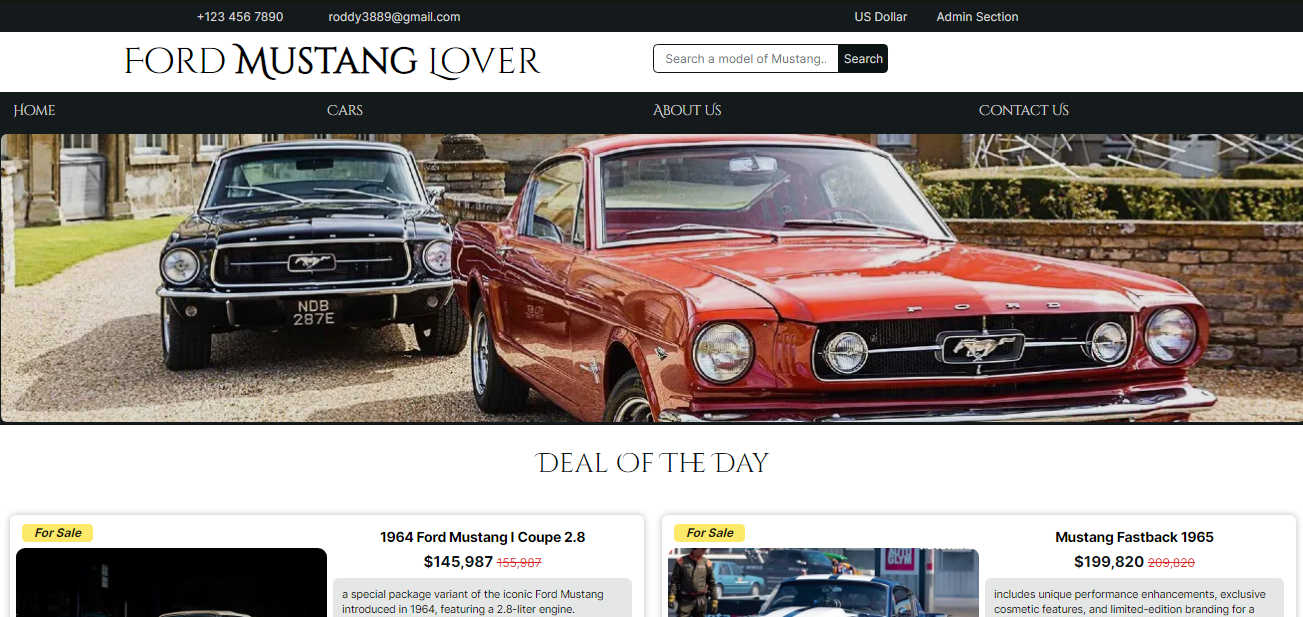 +123 456 7890 roddy3889@gmail.com US Dollar Admin Section
Ford Mustang Lover Search a model of Mustang.. Search
Home Cars About Us Contact Us
FORD
NDB
287E
Deal Of The Day
For Sale
1964 Ford Mustang I Coupe 2.8
$145,987 155,987
a special package variant of the iconic Ford Mustang
introduced in 1964, featuring a 2.8-liter engine.
For Sale
Mustang Fastback 1965
$199,820 209,820
AUTO
GLYM
includes unique performance enhancements, exclusive
cosmetic features, and limited-edition branding for a